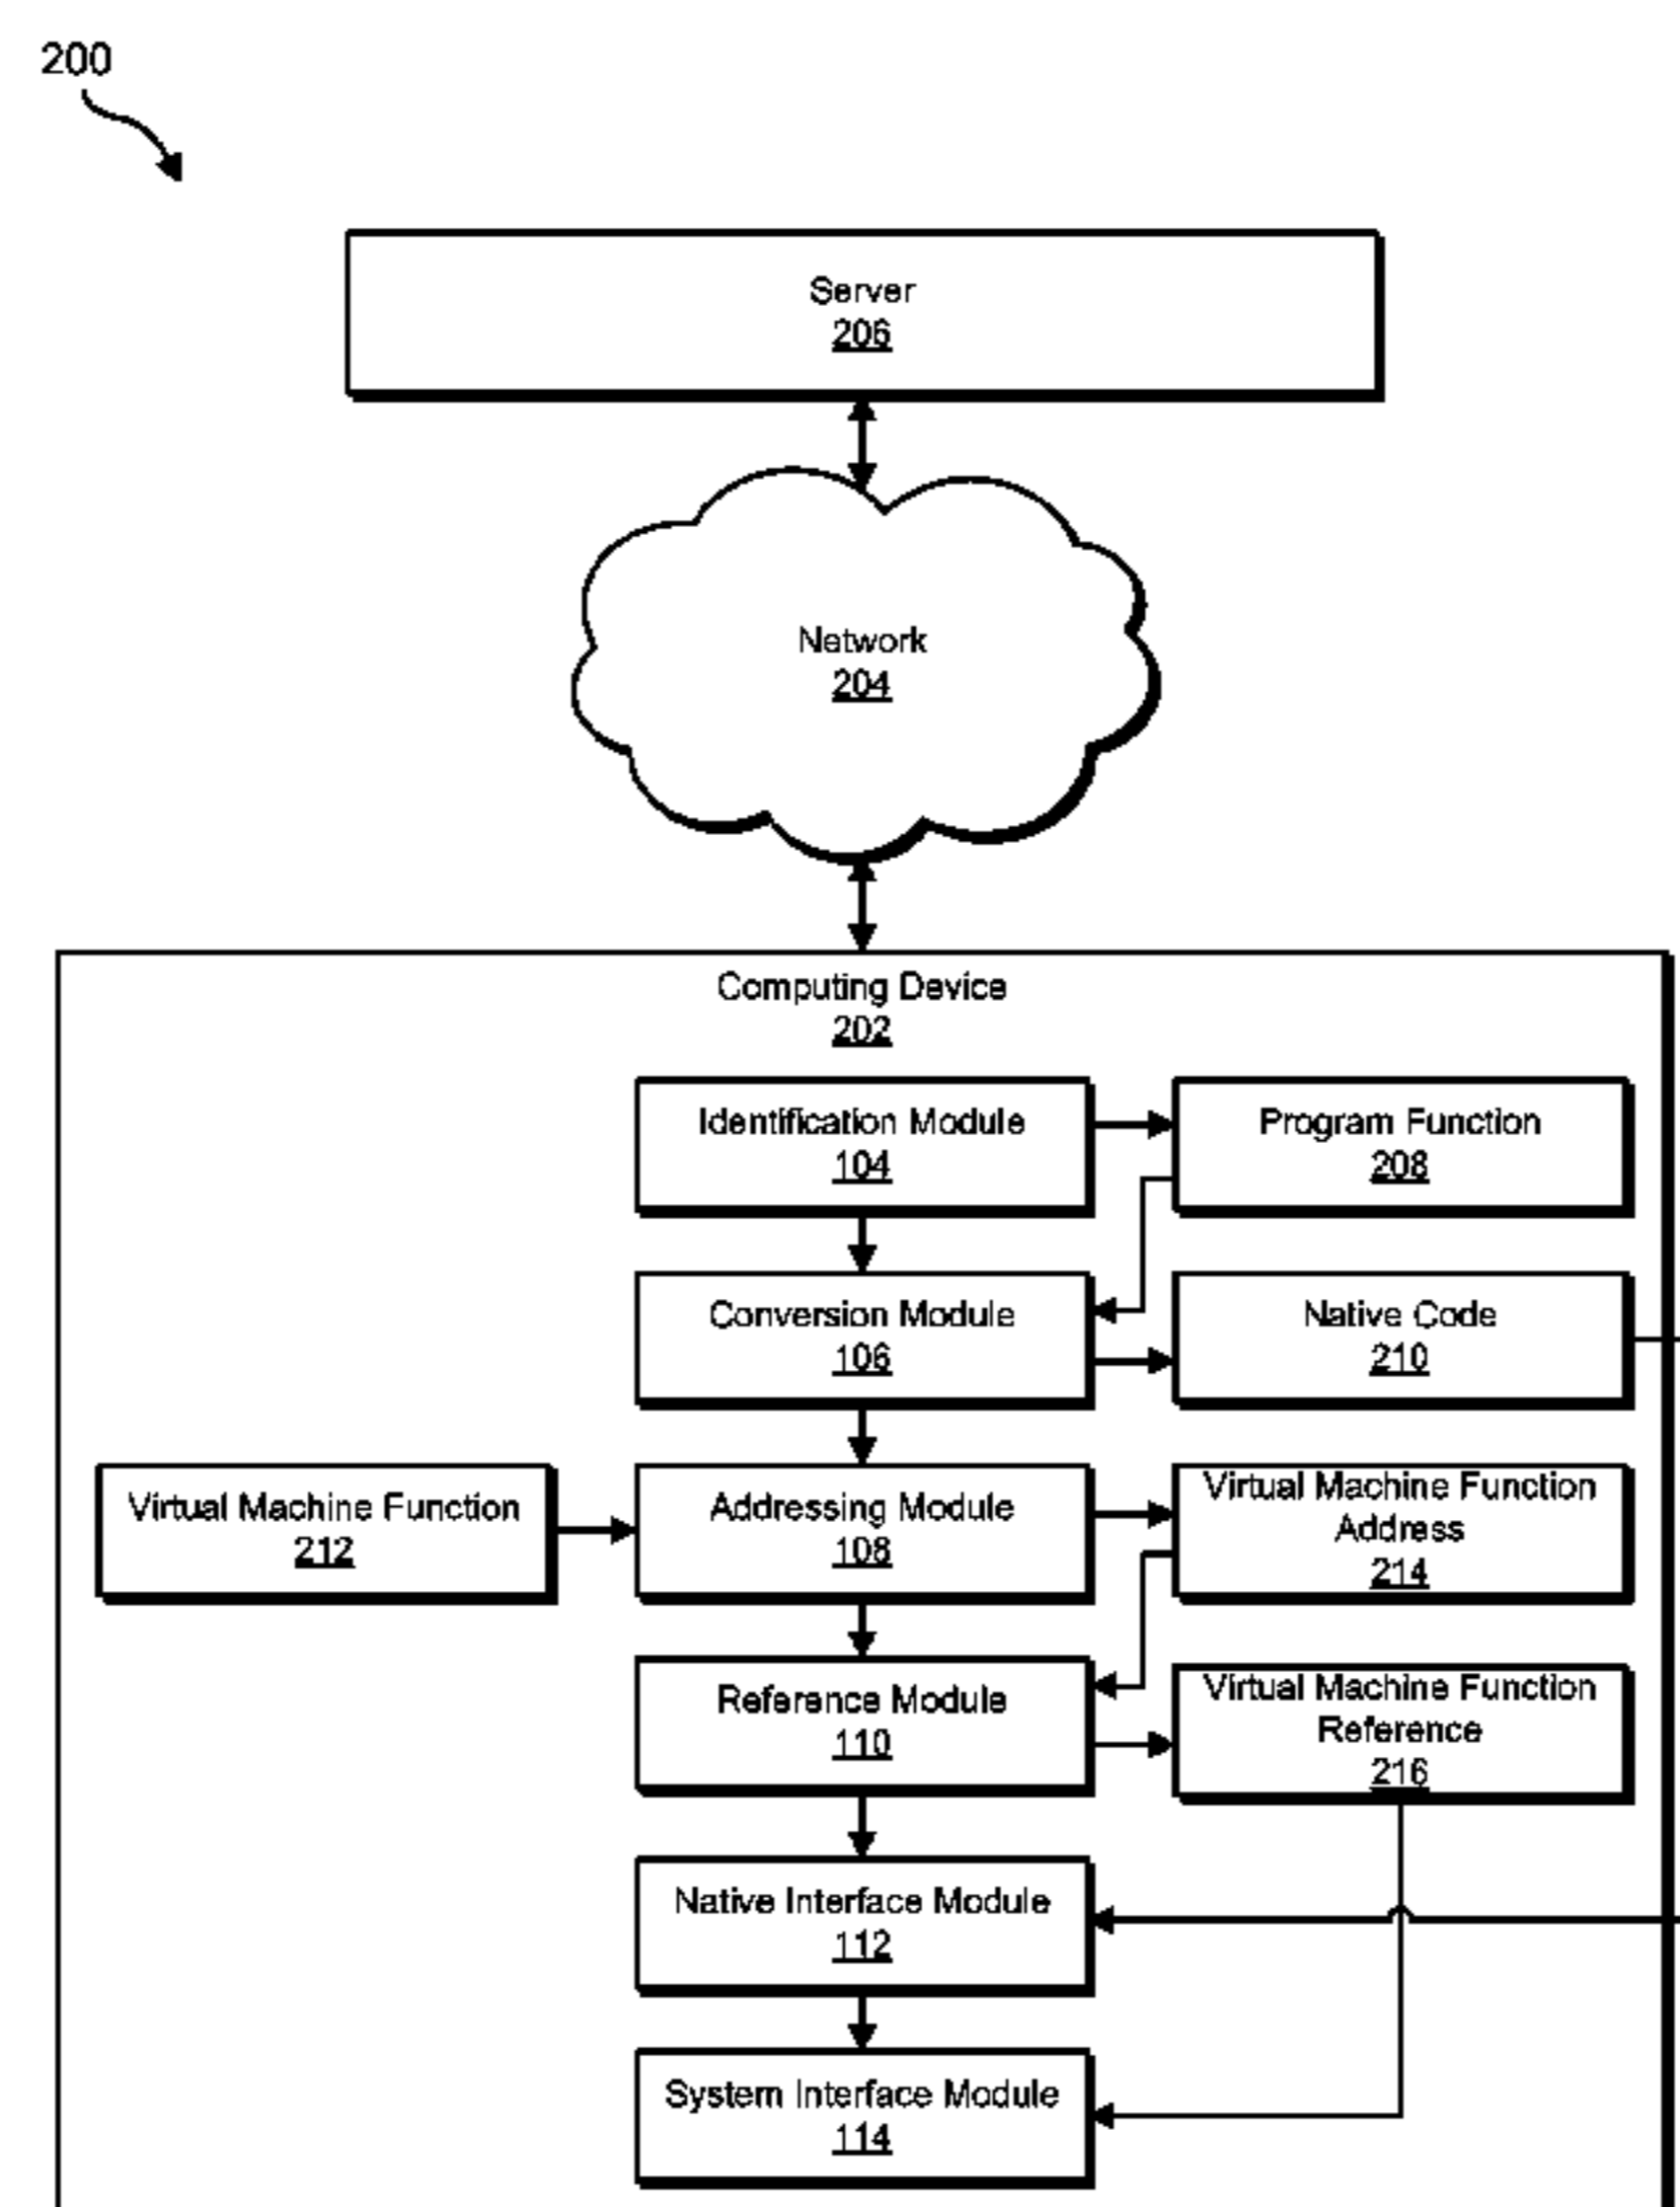 200
Server
206
Network
204
Computing Device
202
Identification Module
104
Program Function
208
Conversion Module
106
Native Code
210
Virtual Machine Function
212
Addressing Module
108
Virtual Machine Function
Address
214
Reference Module
110
Virtual Machine Function
Reference
216
Native Interface Module
112
System Interface Module
114